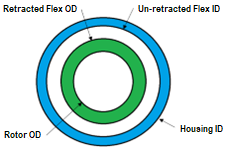 Retracted Flex OD
Un-retracted Flex ID
Rotor OD
Housing ID